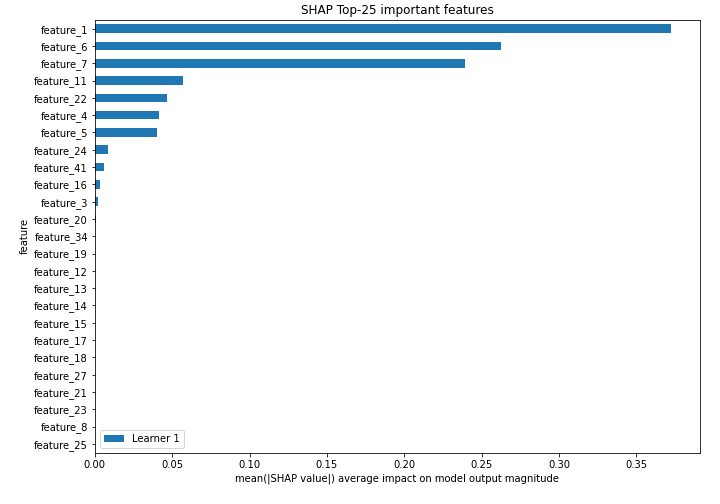 SHAP Top-25 important features
feature_1
feature_6
feature_7
feature_11
feature_22
feature_4
feature_5
feature_24
feature_41
feature_16
feature_3
feature_20
feature_34
feature_19
feature_12
feature_13
feature_14
feature_15
feature_17
feature_18
feature_27
feature_21
feature_23
feature_8
feature_25
feature
Learner 1
0.00 0.05 0.10 0.15 0.20 0.25 0.30 0.35
mean(|SHAP value|) average impact on model output magnitude